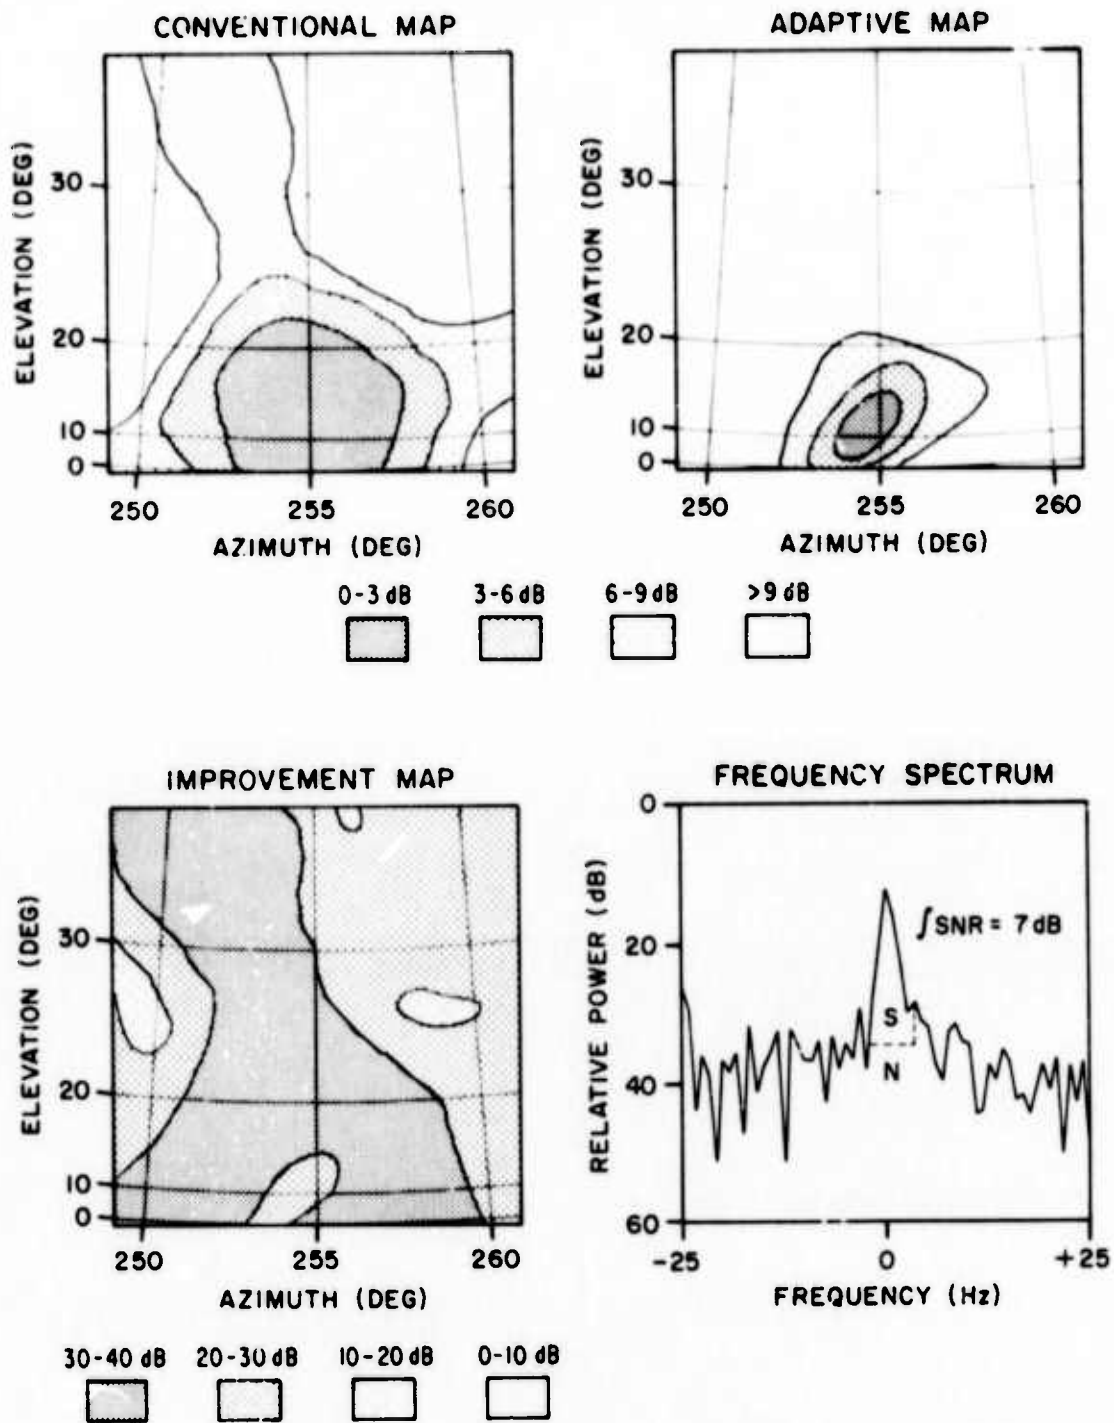 CONVENTIONAL MAP
ELEVATION (DEG)
30
20
10
0
250 255 260
AZIMUTH (DEG)
ADAPTIVE MAP
ELEVATION (DEG)
30
20
10
0
250 255 260
AZIMUTH (DEG)
0-3 dB 3-6 dB 6-9 dB >9 dB
IMPROVEMENT MAP
ELEVATION (DEG)
30
20
10
0
250 255 260
AZIMUTH (DEG)
30-40 dB 20-30 dB 10-20 dB 0-10 dB
FREQUENCY SPECTRUM
RELATIVE POWER (dB)
0
20
40
60
∫SNR = 7 dB
S
N
-25 0 +25
FREQUENCY (Hz)